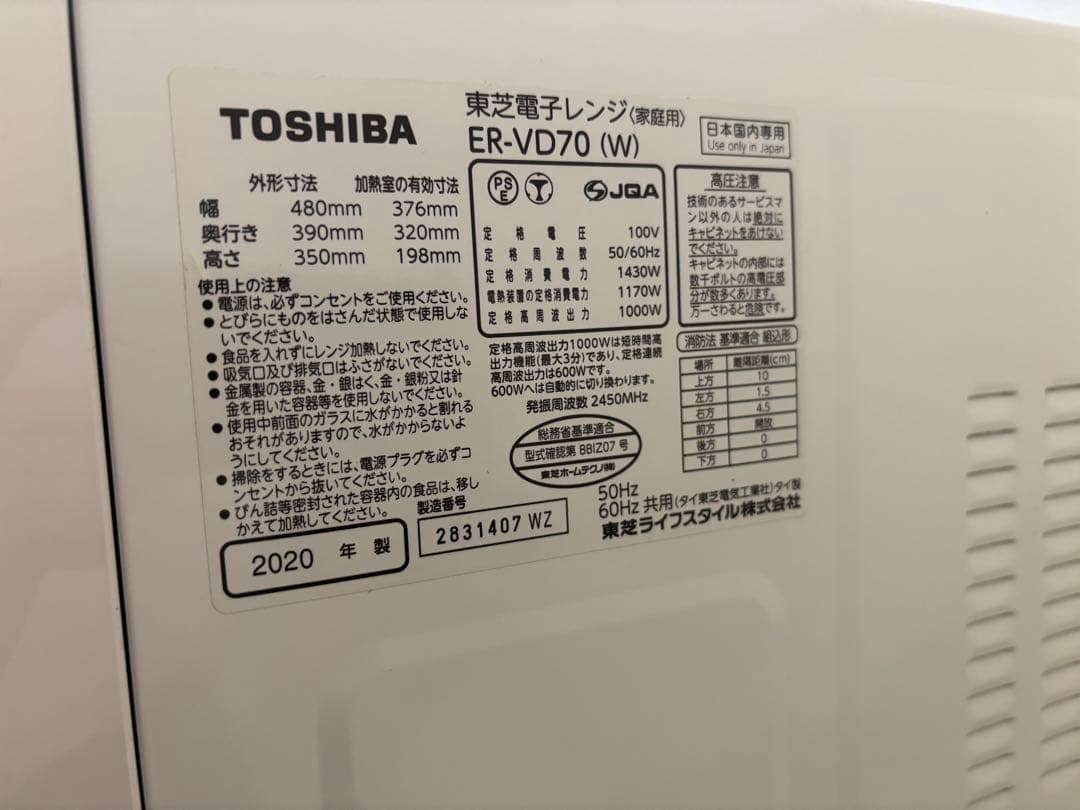 TOSHIBA
東芝電子レンジ〈家庭用〉
ER-VD70 (W)
日本国内専用
Use only in Japan
外形寸法 加熱室の有効寸法
幅 480mm 376mm
奥行き 390mm 320mm
高さ 350mm 198mm
使用上の注意
●電源は、必ずコンセントをご使用ください。
●とびらにものをはさんだ状態で使用しな
いでください。
●食品を入れずにレンジ加熱しないでください。
●吸気口及び排気口はふさがないでください。
●金属製の容器、金・銀はく、金・銀粉又は針
金を用いた容器等を使用しないでください。
●使用中前面のガラスに水がかかると割れる
おそれがありますので、水がかからないよ
うにしてください。
●掃除をするときには、電源プラグを必ずコ
ンセントから抜いてください。
●びん詰等密封された容器内の食品は、移し
かえて加熱してください。
2020 年 製
製造番号
2831407 WZ
PS
E
JQA
定格電圧 100V
定格周波数 50/60Hz
定格消費電力 1430W
電熱装置の定格消費電力 1170W
定格高周波出力 1000W
定格高周波出力1000Wは短時間高
出力機能(最大3分)であり、定格連続
高周波出力は600Wです。
600Wへは自動的に切り換わります。
発振周波数 2450MHz
総務省基準適合
型式確認第 BBIZ07 号
東芝ホームテクノ㈱
高圧注意
技術のあるサービスマ
ン以外の人は絶対に
キャビネットをあけない
でください。
キャビネットの内部には
数千ボルトの高電圧部
分が数多くあります。
万一さわると危険です。
消防法 基準適合 組込形
場所 離隔距離(cm)
上方 10
左方 1.5
右方 4.5
前方 開放
後方 0
下方 0
50Hz
60Hz 共用 (タイ東芝電気工業社) タイ製
東芝ライフスタイル株式会社